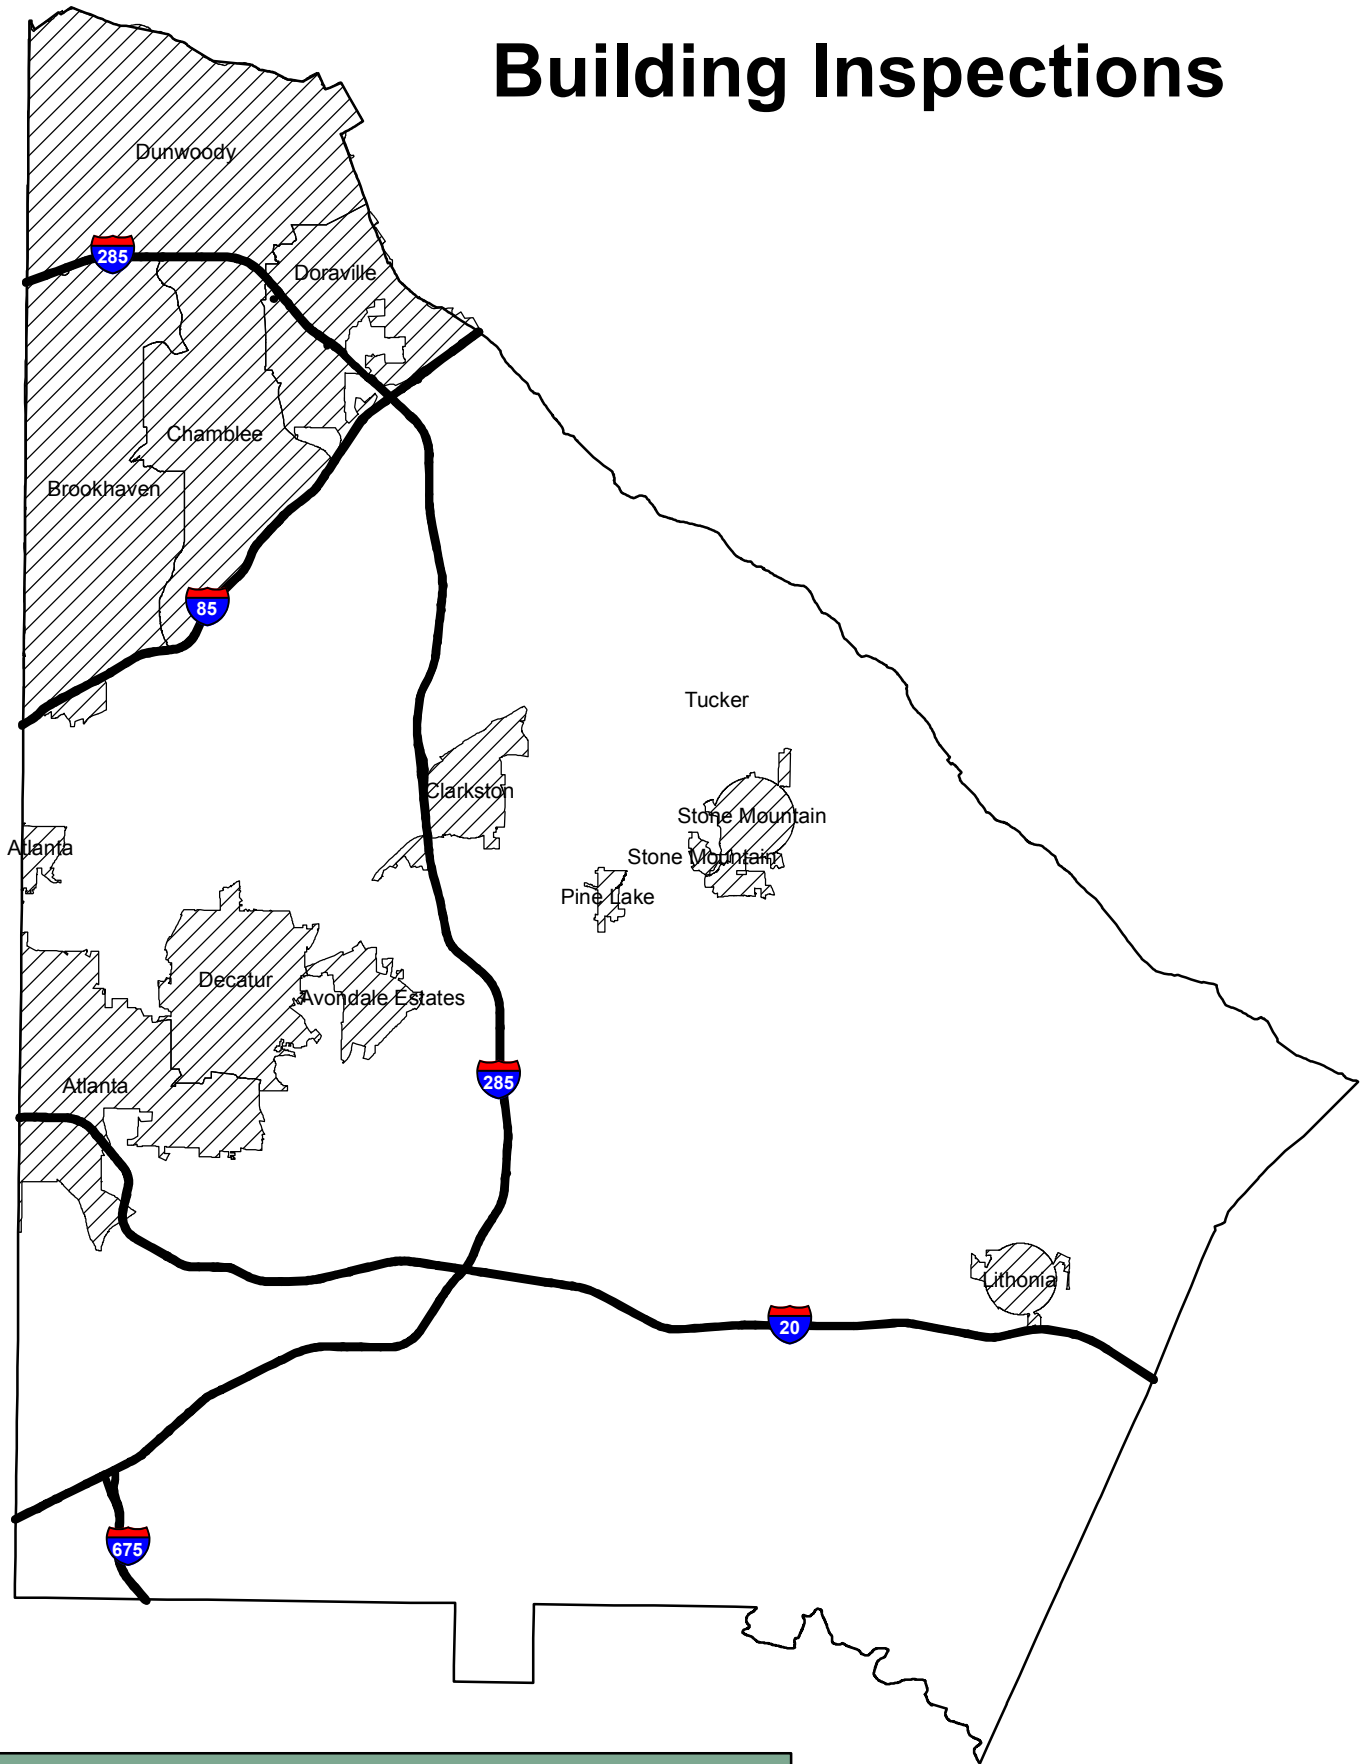 Building Inspections
Dunwoody
285
Doraville
Chamblee
Brookhaven
85
Tucker
Clarkston
Stone Mountain
Atlanta
Stone Mountain
Pine Lake
Decatur
Avondale Estates
285
Atlanta
Lithonia
20
675